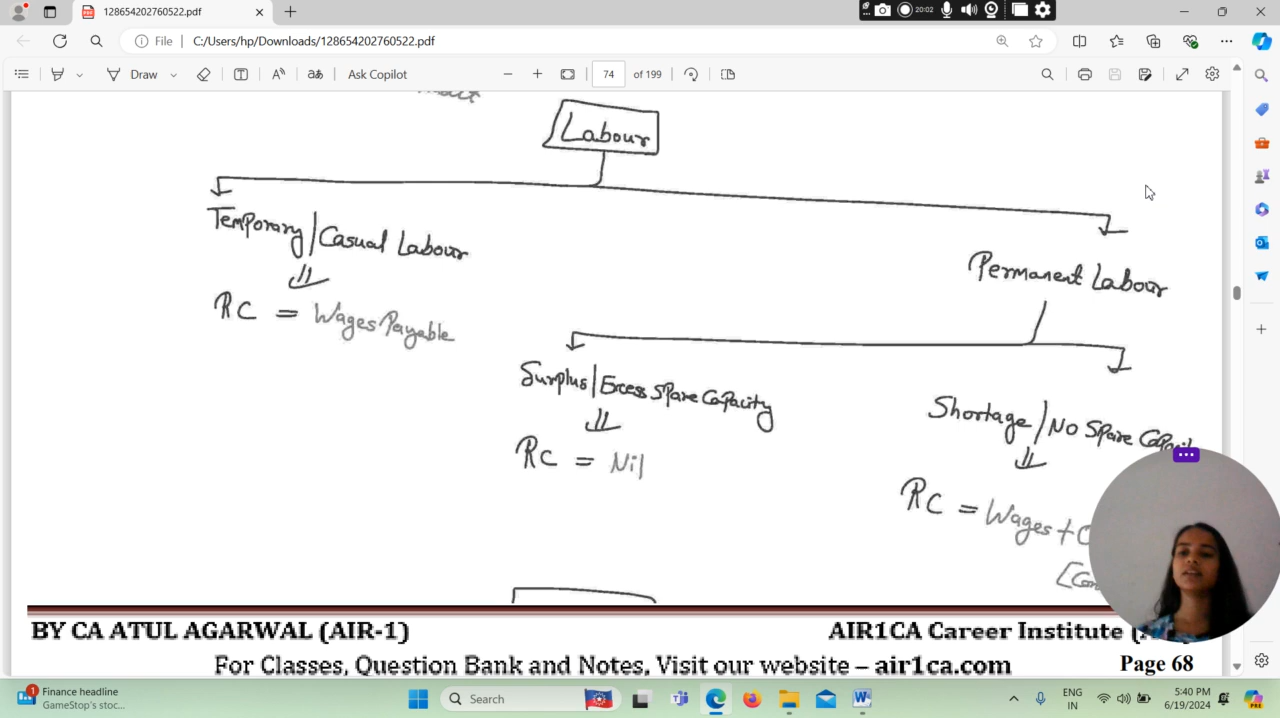 128654202760522.pdf
20:02
File
C:/Users/hp/Downloads/128654202760522.pdf
Draw
Ask Copilot
74 of 199
Labour
Temporary/Casual Labour
RC = Wages Payable
Permanent Labour
Surplus/Excess Spare Capacity
RC = Nil
Shortage/No Spare
RC = Wages +
BY CA ATUL AGARWAL (AIR-1)
AIR1CA Career Institute
For Classes, Question Bank and Notes, Visit our website – air1ca.com
Page 68
1
Finance headline
GameStop's stoc...
Search
ENG
IN
5:40 PM
6/19/2024